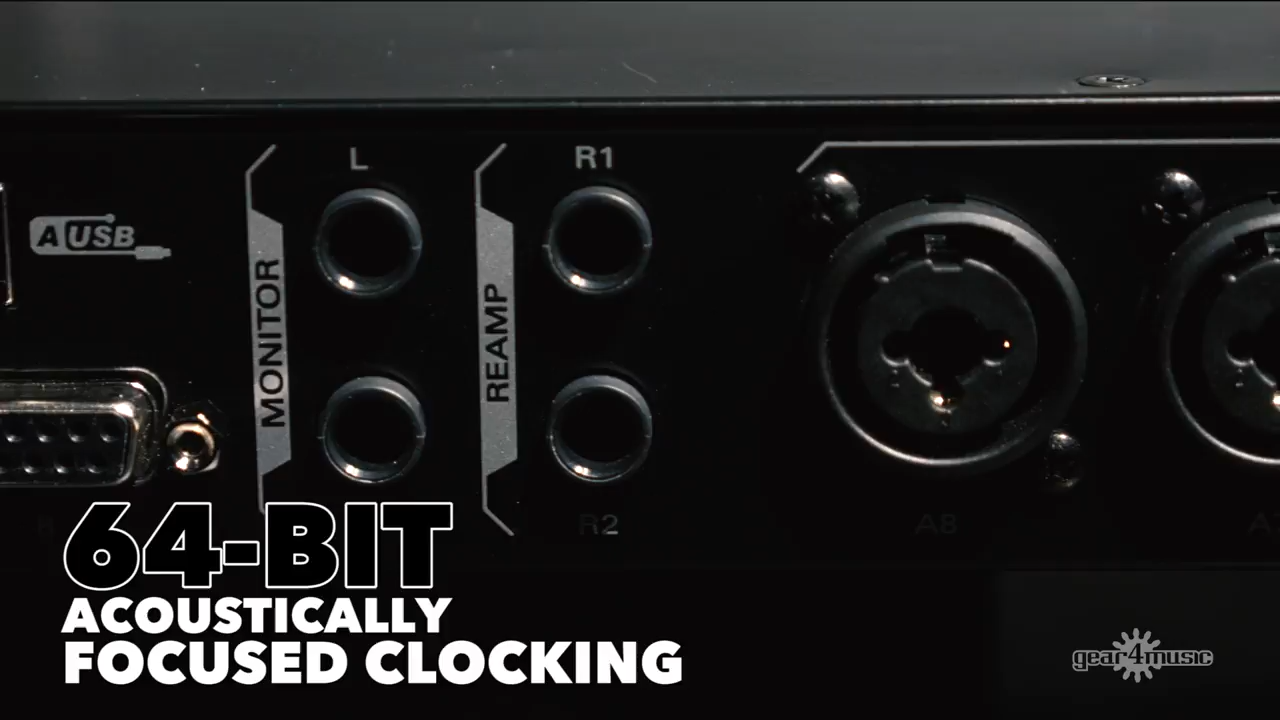 L
R1
A USB
MONITOR
REAMP
R2
A8
64-BIT
ACOUSTICALLY
FOCUSED CLOCKING
gear4music